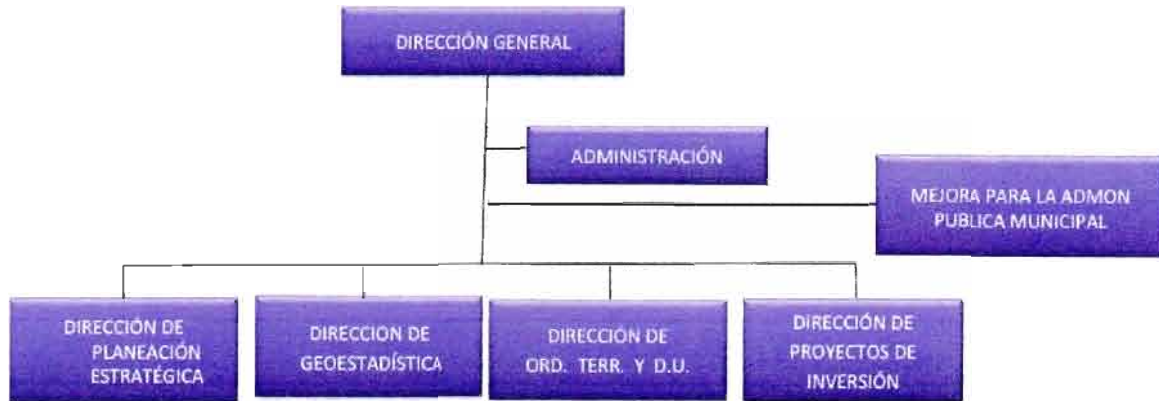 DIRECCIÓN GENERAL
ADMINISTRACIÓN
MEJORA PARA LA ADMON
PUBLICA MUNICIPAL
DIRECCIÓN DE
PLANEACIÓN
ESTRATÉGICA
DIRECCION DE
GEOESTADÍSTICA
DIRECCIÓN DE
ORD. TERR. Y D.U.
DIRECCIÓN DE
PROYECTOS DE
INVERSIÓN